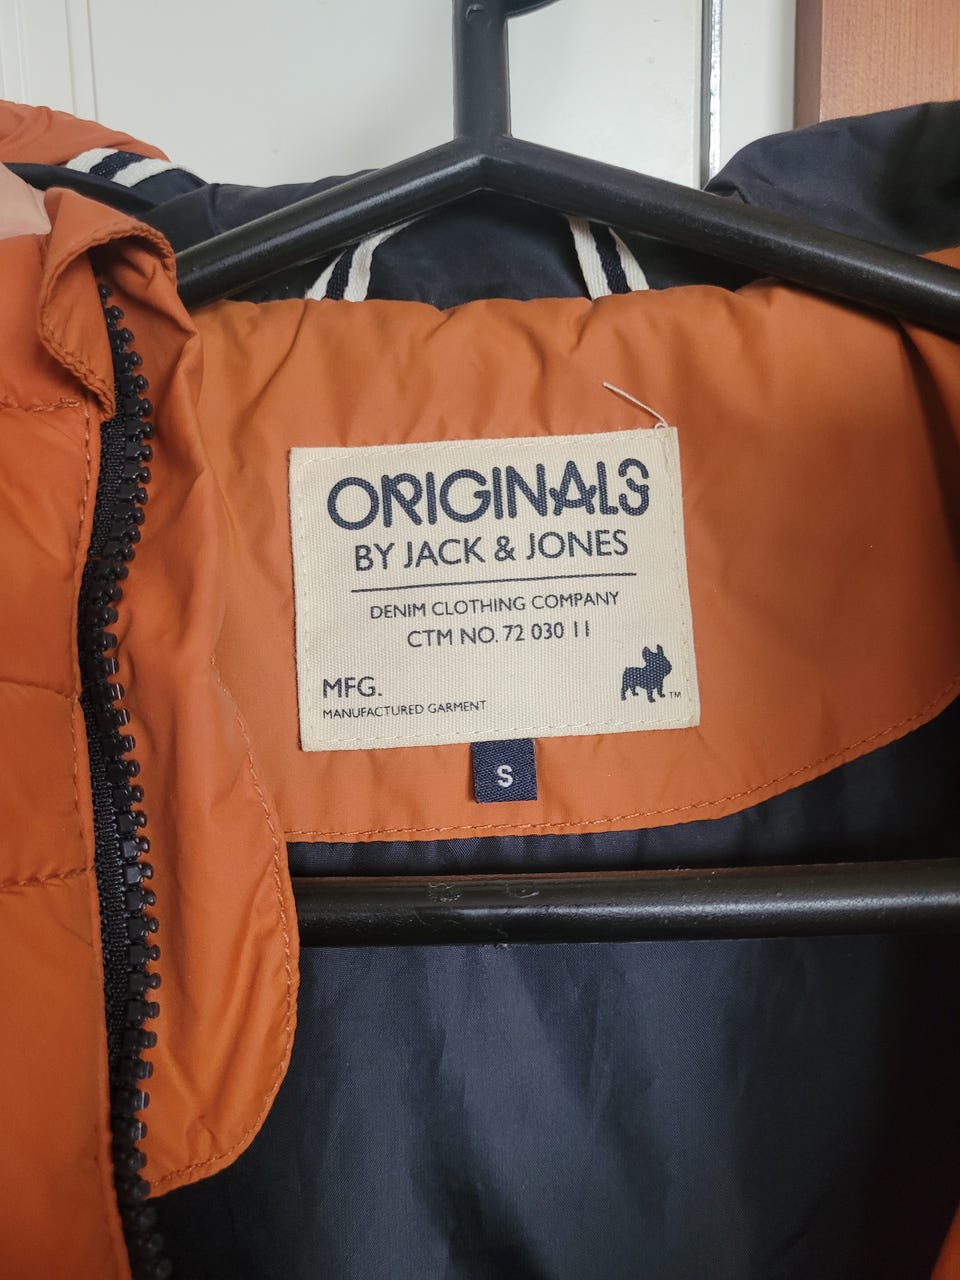 ORIGINALS
BY JACK & JONES
DENIM CLOTHING COMPANY
CTM NO. 72 030 11
MFG.
MANUFACTURED GARMENT
TM
S